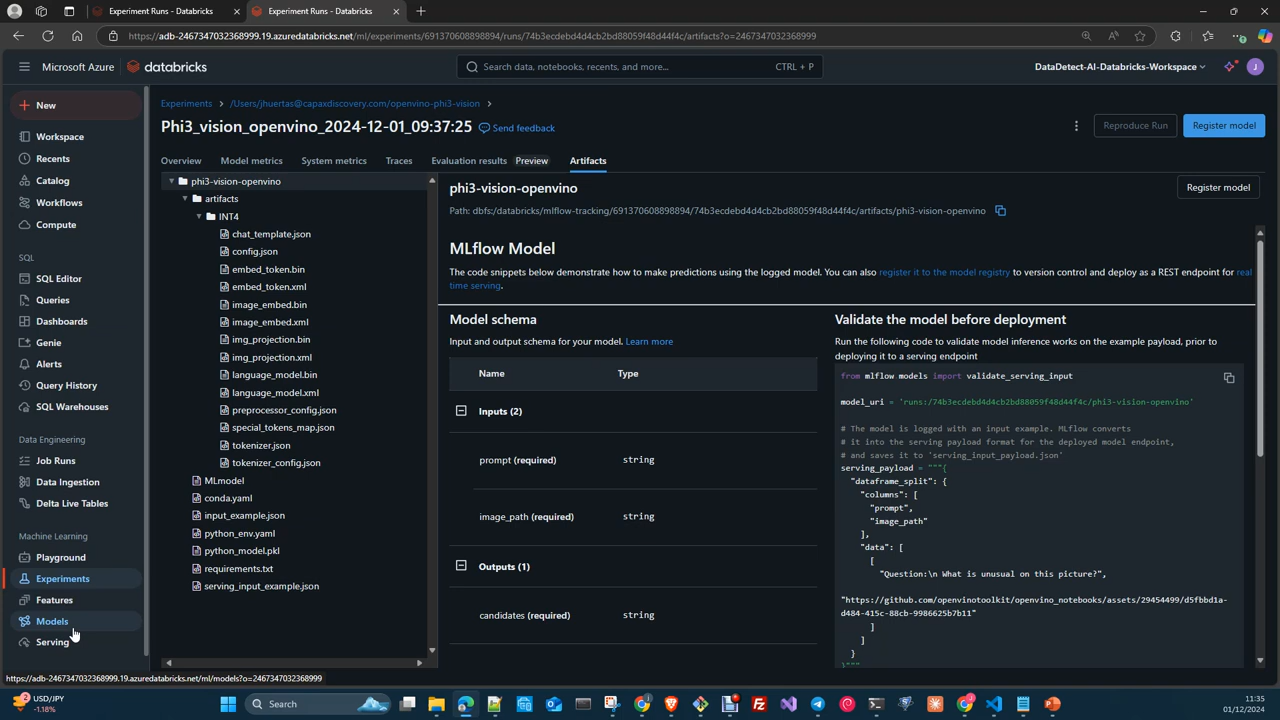 Experiment Runs - Databricks
Experiment Runs - Databricks
https://adb-2467347032368999.19.azuredatabricks.net/ml/experiments/691370608898894/runs/74b3ecdebd4d4cb2bd88059f48d44f4c/artifacts?o=2467347032368999
Microsoft Azure databricks
Search data, notebooks, recents, and more... CTRL + P
DataDetect-AI-Databricks-Workspace
J
New
Workspace
Recents
Catalog
Workflows
Compute
SQL
SQL Editor
Queries
Dashboards
Genie
Alerts
Query History
SQL Warehouses
Data Engineering
Job Runs
Data Ingestion
Delta Live Tables
Machine Learning
Playground
Experiments
Features
Models
Serving
Experiments > /Users/jhuertas@capaxdiscovery.com/openvino-phi3-vision >
Phi3_vision_openvino_2024-12-01_09:37:25 Send feedback
Reproduce Run Register model
Overview Model metrics System metrics Traces Evaluation results Preview Artifacts
phi3-vision-openvino
artifacts
INT4
chat_template.json
config.json
embed_token.bin
embed_token.xml
image_embed.bin
image_embed.xml
img_projection.bin
img_projection.xml
language_model.bin
language_model.xml
preprocessor_config.json
special_tokens_map.json
tokenizer.json
tokenizer_config.json
MLmodel
conda.yaml
input_example.json
python_env.yaml
python_model.pkl
requirements.txt
serving_input_example.json
phi3-vision-openvino
Register model
Path: dbfs:/databricks/mlflow-tracking/691370608898894/74b3ecdebd4d4cb2bd88059f48d44f4c/artifacts/phi3-vision-openvino
MLflow Model
The code snippets below demonstrate how to make predictions using the logged model. You can also register it to the model registry to version control and deploy as a REST endpoint for real
time serving.
Model schema
Input and output schema for your model. Learn more
Name Type
Inputs (2)
prompt (required) string
image_path (required) string
Outputs (1)
candidates (required) string
Validate the model before deployment
Run the following code to validate model inference works on the example payload, prior to
deploying it to a serving endpoint
from mlflow models import validate_serving_input
model_uri = 'runs:/74b3ecdebd4d4cb2bd88059f48d44f4c/phi3-vision-openvino'
# The model is logged with an input example. MLflow converts
# it into the serving payload format for the deployed model endpoint,
# and saves it to 'serving_input_payload.json'
serving_payload = """{
"dataframe_split": {
"columns": [
"prompt",
"image_path"
],
"data": [
[
"Question:\n What is unusual on this picture?",
"https://github.com/openvinotoolkit/openvino_notebooks/assets/29454499/d5fbbd1a-
d484-415c-88cb-9986625b7b11"
]
]
}
}"""
https://adb-2467347032368999.19.azuredatabricks.net/ml/models?o=2467347032368999
2
USD/JPY
-1.18%
Search
11:35
01/12/2024